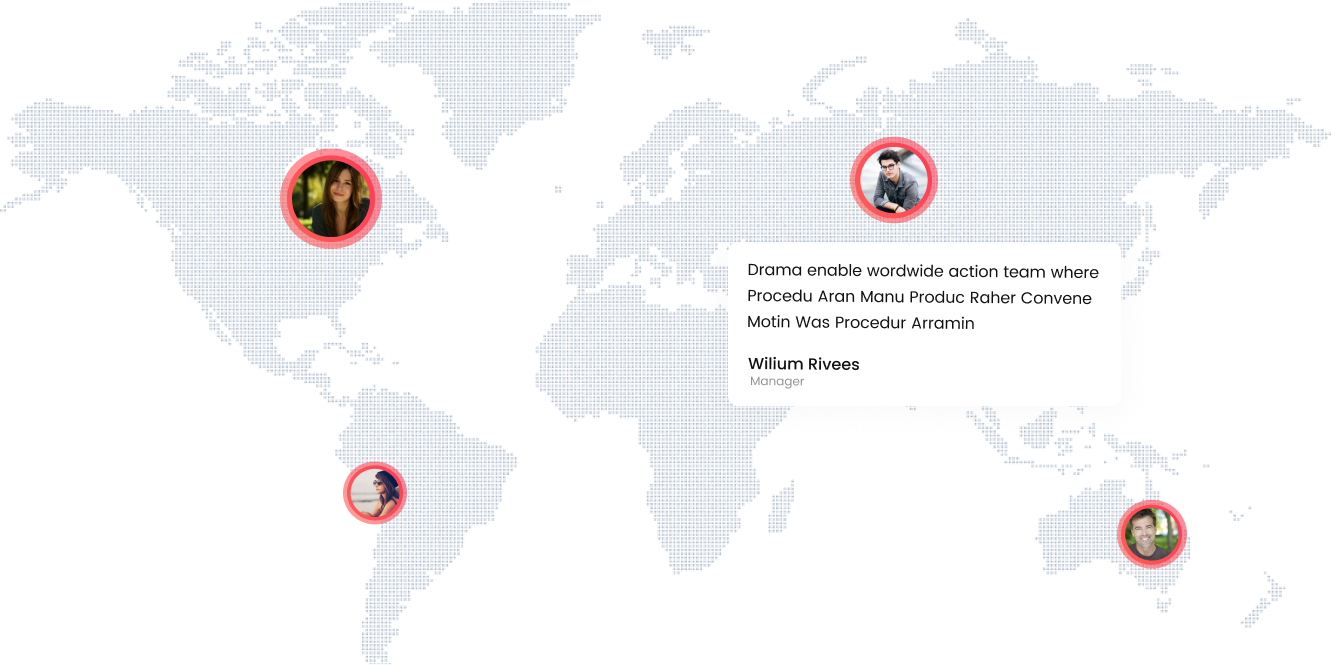 Drama enable wordwide action team where
Procedu Aran Manu Produc Raher Convene
Motin Was Procedur Arramin
Wilium Rivees
Manager